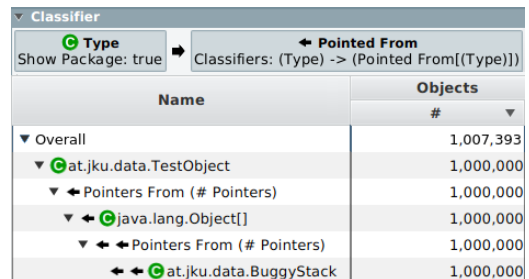 Classifier
Type
Show Package: true
Pointed From
Classifiers: (Type) -> (Pointed From[(Type)])
Name
Objects
#
Overall 1,007,393
C at.jku.data.TestObject 1,000,000
Pointers From (# Pointers) 1,000,000
C java.lang.Object[] 1,000,000
Pointers From (# Pointers) 1,000,000
C at.jku.data.BuggyStack 1,000,000